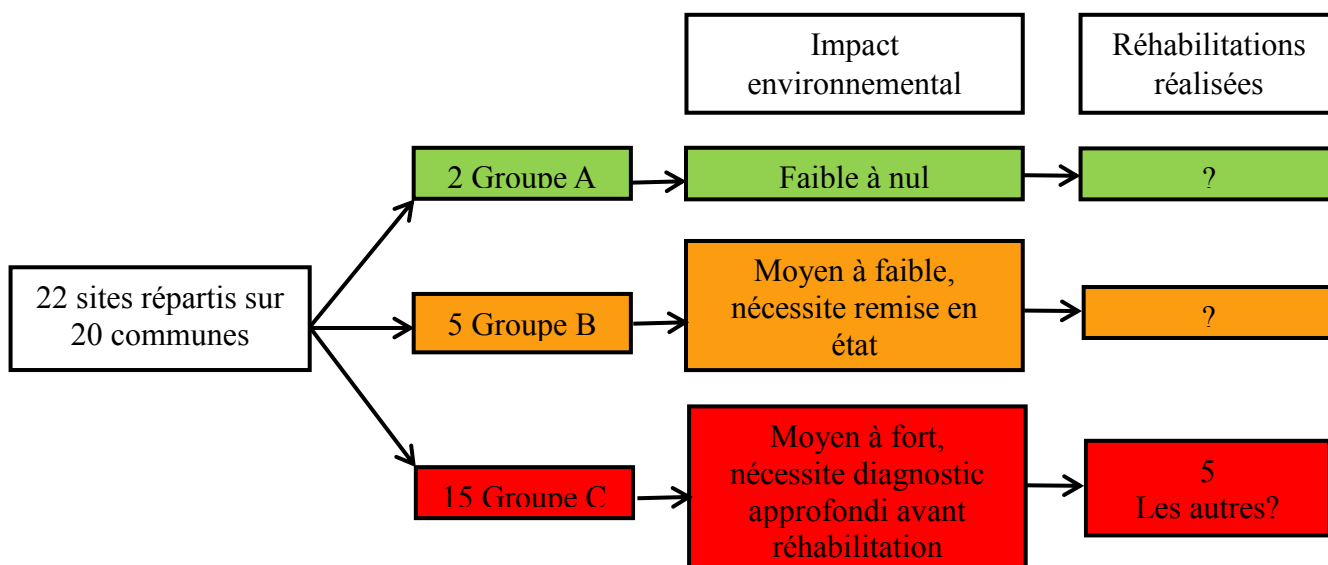 Impact
environnemental
Réhabilitations
réalisées
2 Groupe A
Faible à nul
?
22 sites répartis sur
20 communes
5 Groupe B
Moyen à faible,
nécessite remise en
état
?
15 Groupe C
Moyen à fort,
nécessite diagnostic
approfondi avant
réhabilitation
5
Les autres?